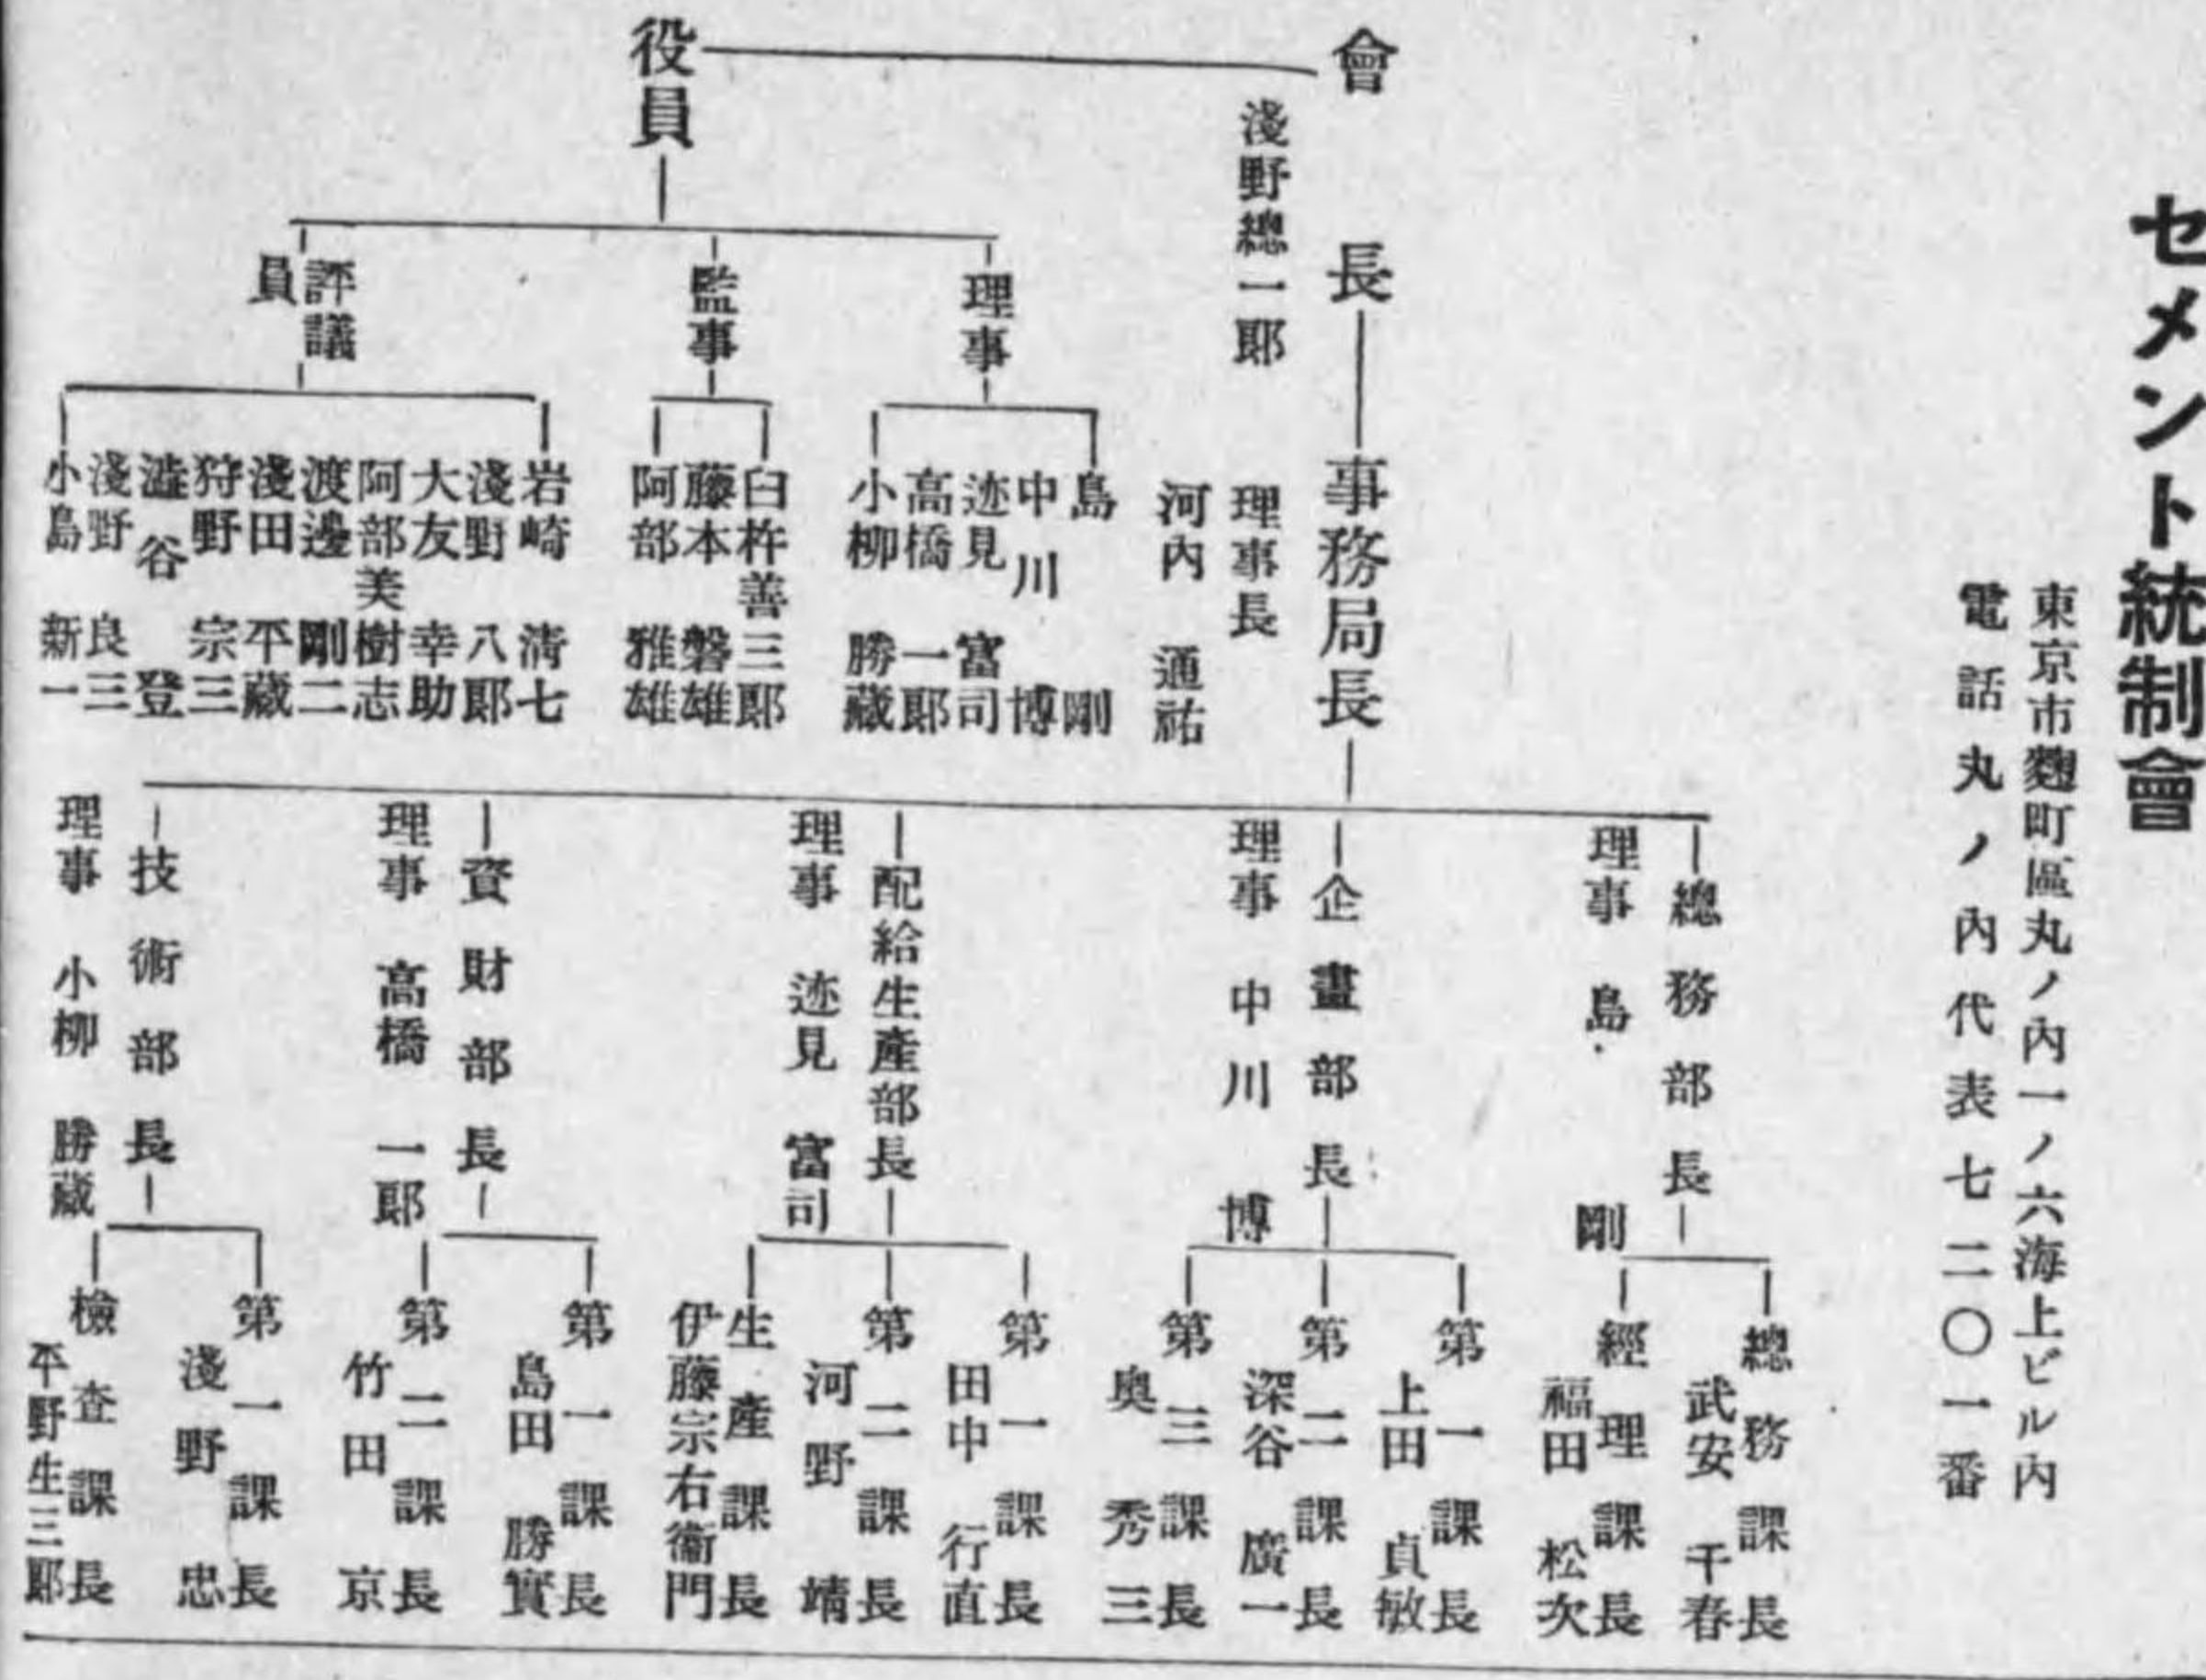 セメント統制會
東京市麴町區丸ノ內一ノ六海上ビル內
電話丸ノ內代表七二〇一番
會長
淺野總一郞
事務局長
理事長
河內通祐
總務部長
理事 島剛
總務課長
武安千春
經理課長
福田松次
企畫部長
理事 中川博
第一課長
上田貞敏
第二課長
深谷廣一
第三課長
奥秀三
配給生產部長
理事 迹見富司
第一課長
田中行直
第二課長
河野靖
生產課長
伊藤宗右衞門
資財部長
理事 高橋一郞
第一課長
島田勝實
第二課長
竹田京
技術部長
理事 小柳勝藏
第一課長
淺野忠
檢查課長
平野生三郞
役員
理事
島剛
中川博
迹見富司
高橋一郞
小柳勝藏
監事
臼杵善三郞
藤本磐雄
阿部雅雄
評議員
岩崎淸七
淺野八郞
大友幸助
阿部美樹志
渡邊剛二
淺田平藏
狩野宗三
澁谷登
淺野良三
小島新一